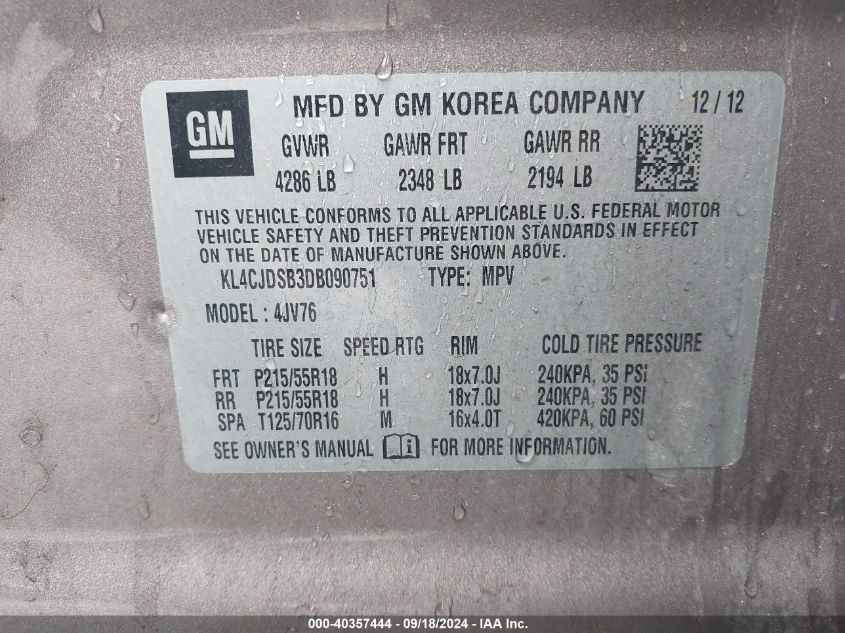 GM
MFD BY GM KOREA COMPANY 12/12
GVWR GAWR FRT GAWR RR
4286 LB 2348 LB 2194 LB
THIS VEHICLE CONFORMS TO ALL APPLICABLE U.S. FEDERAL MOTOR
VEHICLE SAFETY AND THEFT PREVENTION STANDARDS IN EFFECT
ON THE DATE OF MANUFACTURE SHOWN ABOVE.
KL4CJDSB3DB090751 TYPE: MPV
MODEL : 4JV76
TIRE SIZE SPEED RTG RIM COLD TIRE PRESSURE
FRT P215/55R18 H 18x7.0J 240KPA, 35 PSI
RR P215/55R18 H 18x7.0J 240KPA, 35 PSI
SPA T125/70R16 M 16x4.0T 420KPA, 60 PSI
SEE OWNER'S MANUAL i FOR MORE INFORMATION.
000-40357444 - 09/18/2024 - IAA Inc.